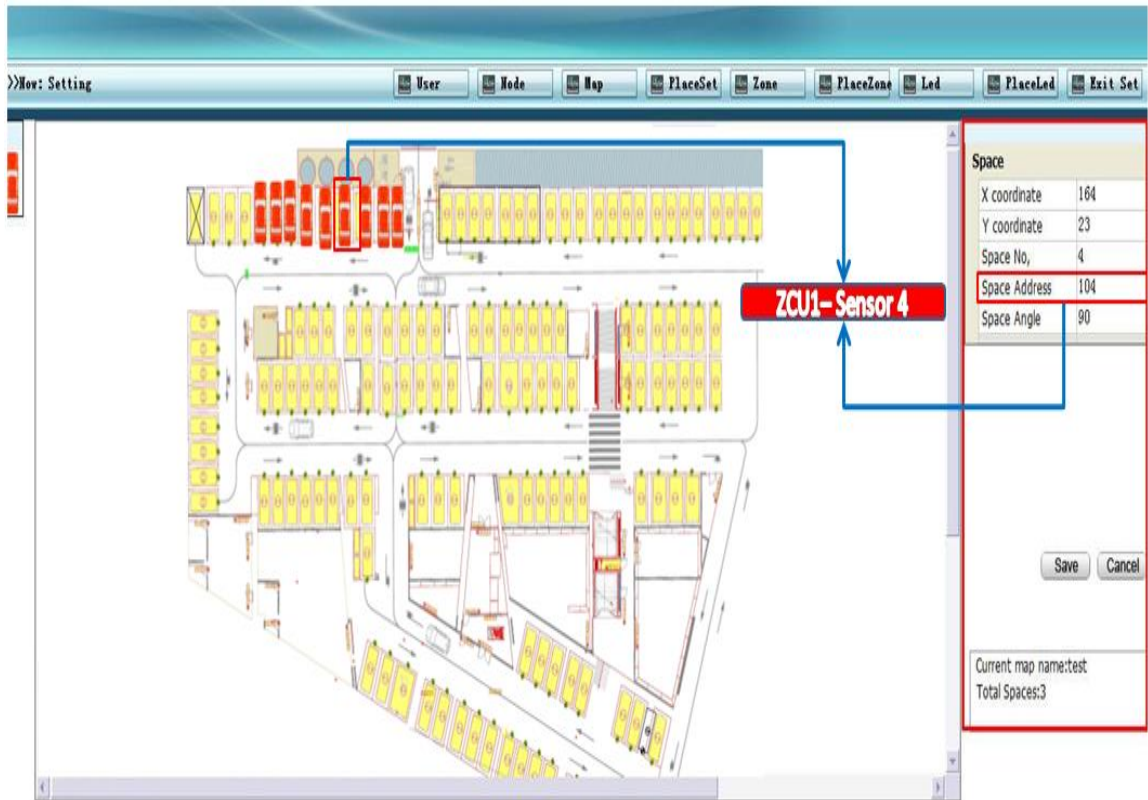 >>Now: Setting
User
Node
Map
PlaceSet
Zone
PlaceZone
Led
PlaceLed
Exit Set
Space
X coordinate 164
Y coordinate 23
Space No, 4
Space Address 104
Space Angle 90
ZCU1-Sensor 4
Save Cancel
Current map name:test
Total Spaces:3